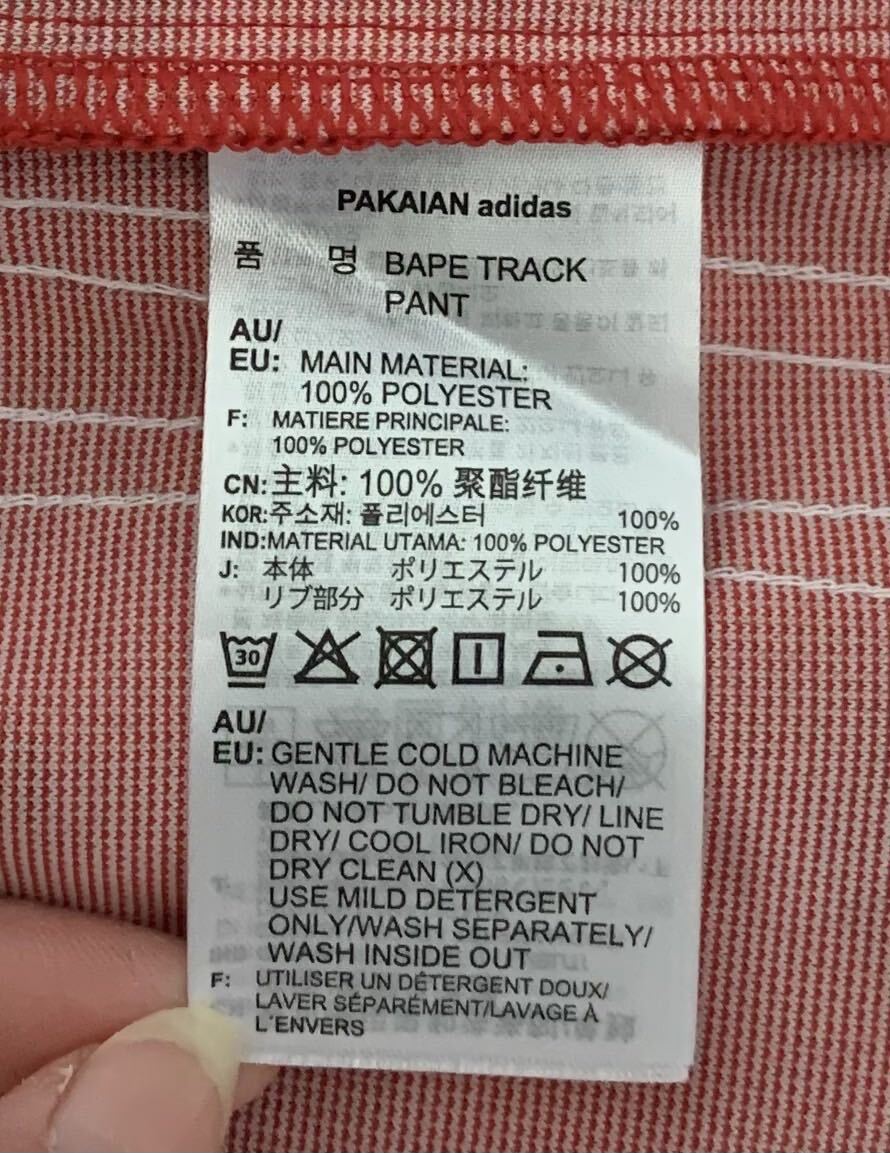 PAKAIAN adidas
품 명 BAPE TRACK
PANT
AU/
EU: MAIN MATERIAL:
100% POLYESTER
F: MATIERE PRINCIPALE:
100% POLYESTER
CN:主料: 100% 聚酯纤维
KOR:주소재: 폴리에스터 100%
IND:MATERIAL UTAMA: 100% POLYESTER
J: 本体 ポリエステル 100%
リブ部分 ポリエステル 100%
30
AU/
EU: GENTLE COLD MACHINE
WASH/ DO NOT BLEACH/
DO NOT TUMBLE DRY/ LINE
DRY/ COOL IRON/ DO NOT
DRY CLEAN (X)
USE MILD DETERGENT
ONLY/WASH SEPARATELY/
WASH INSIDE OUT
F: UTILISER UN DÉTERGENT DOUX/
LAVER SÉPARÉMENT/LAVAGE À
L'ENVERS